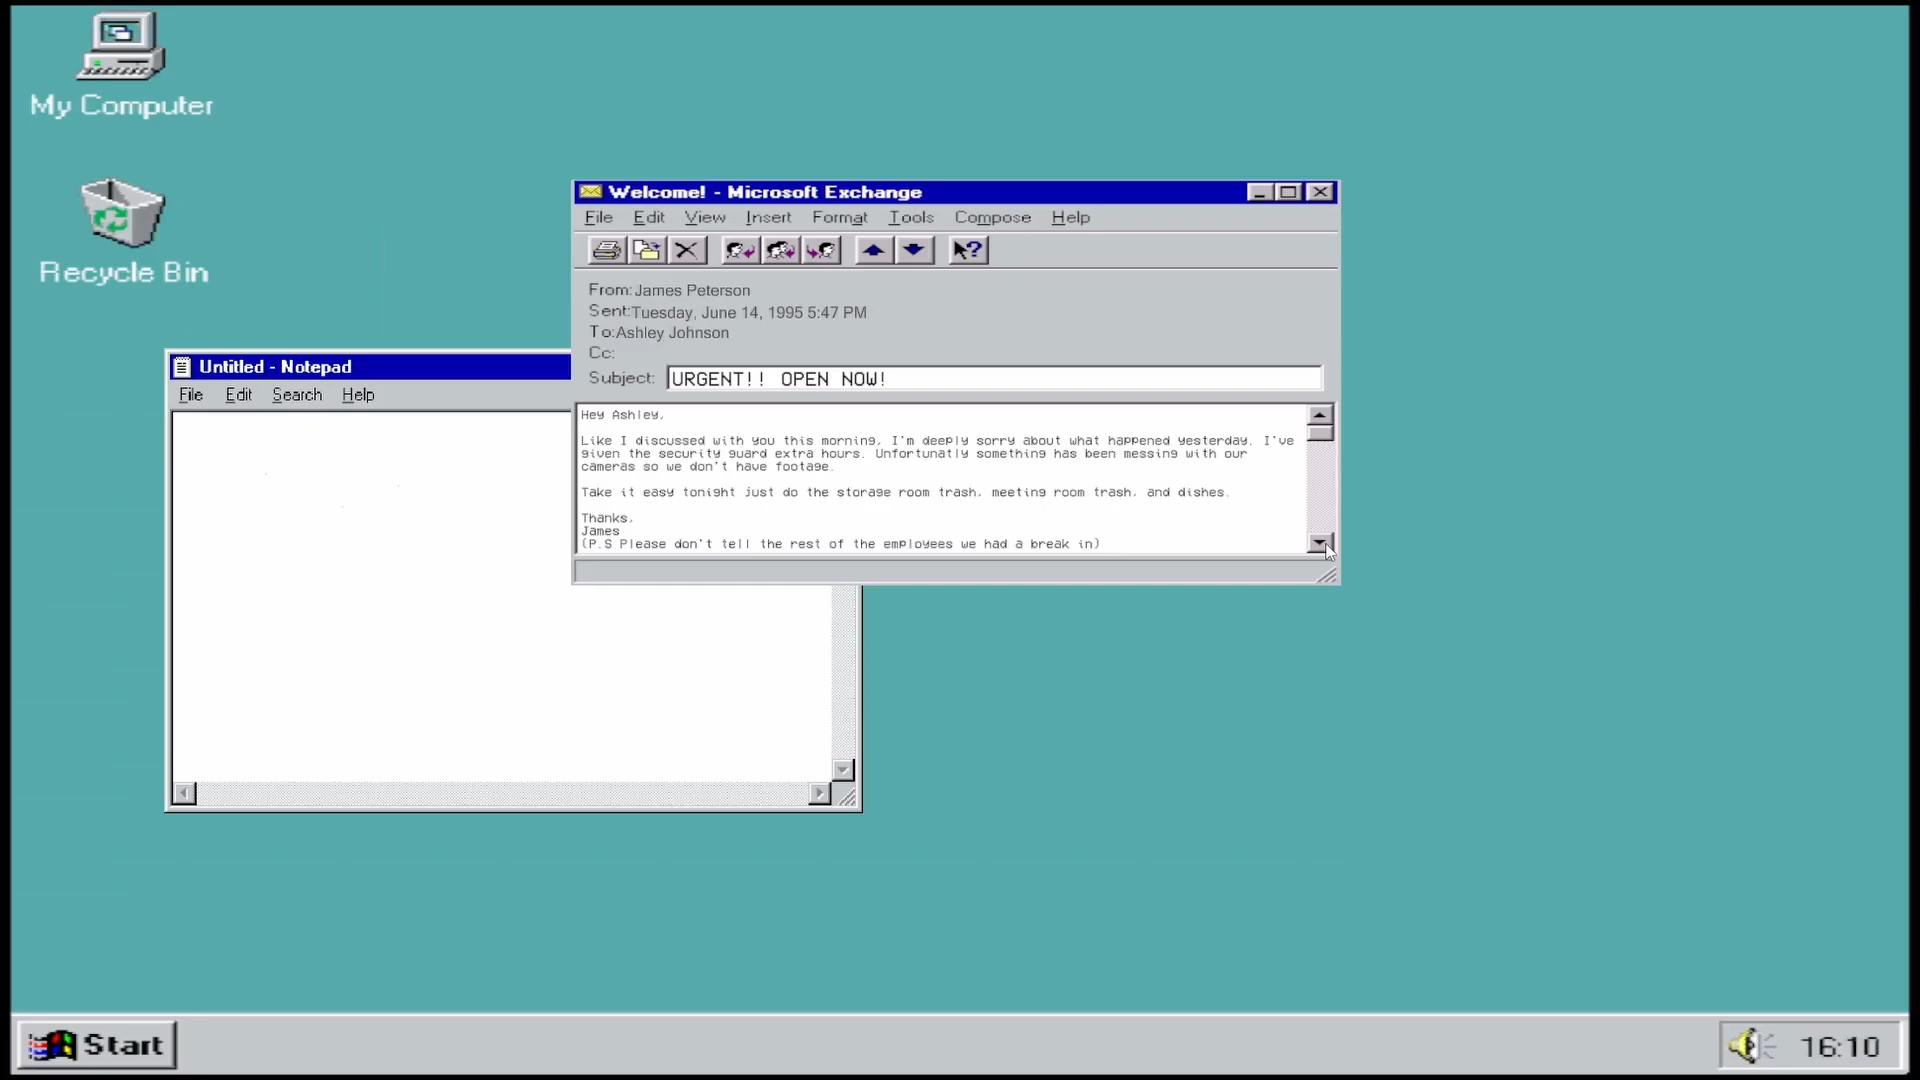 My Computer
Recycle Bin
Welcome! - Microsoft Exchange
File Edit View Insert Format Tools Compose Help
From: James Peterson
Sent: Tuesday, June 14, 1995 5:47 PM
To: Ashley Johnson
Cc:
Subject: URGENT!! OPEN NOW!
Hey Ashley,
Like I discussed with you this morning, I'm deeply sorry about what happened yesterday. I've
given the security guard extra hours. Unfortunatly something has been messing with our
cameras so we don't have footage.
Take it easy tonight just do the storage room trash, meeting room trash, and dishes.
Thanks,
James
(P.S Please don't tell the rest of the employees we had a break in)
Untitled - Notepad
File Edit Search Help
Start
16:10